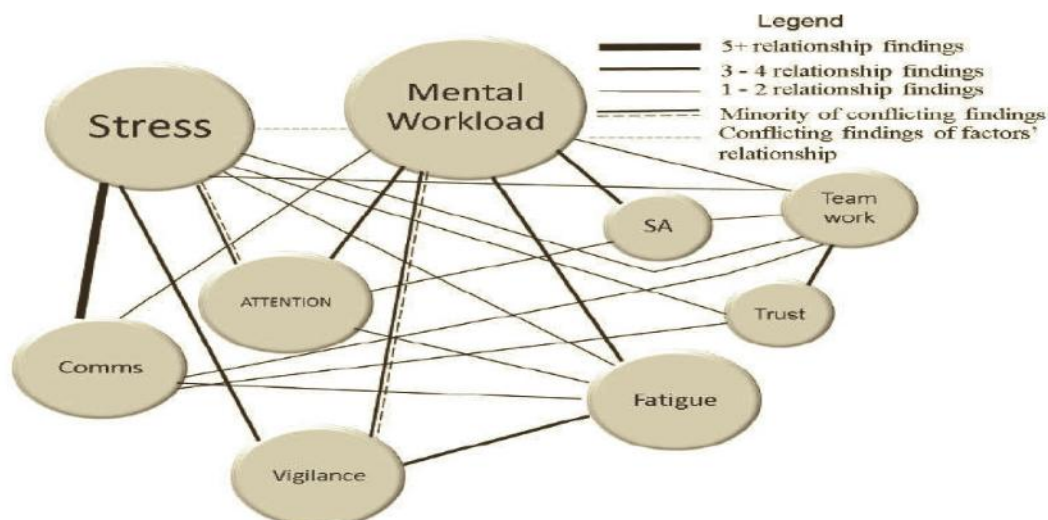 Legend
5+ relationship findings
3 - 4 relationship findings
1 - 2 relationship findings
Minority of conflicting findings
Conflicting findings of factors'
relationship
Stress
Mental
Workload
Team
work
SA
ATTENTION
Trust
Comms
Fatigue
Vigilance